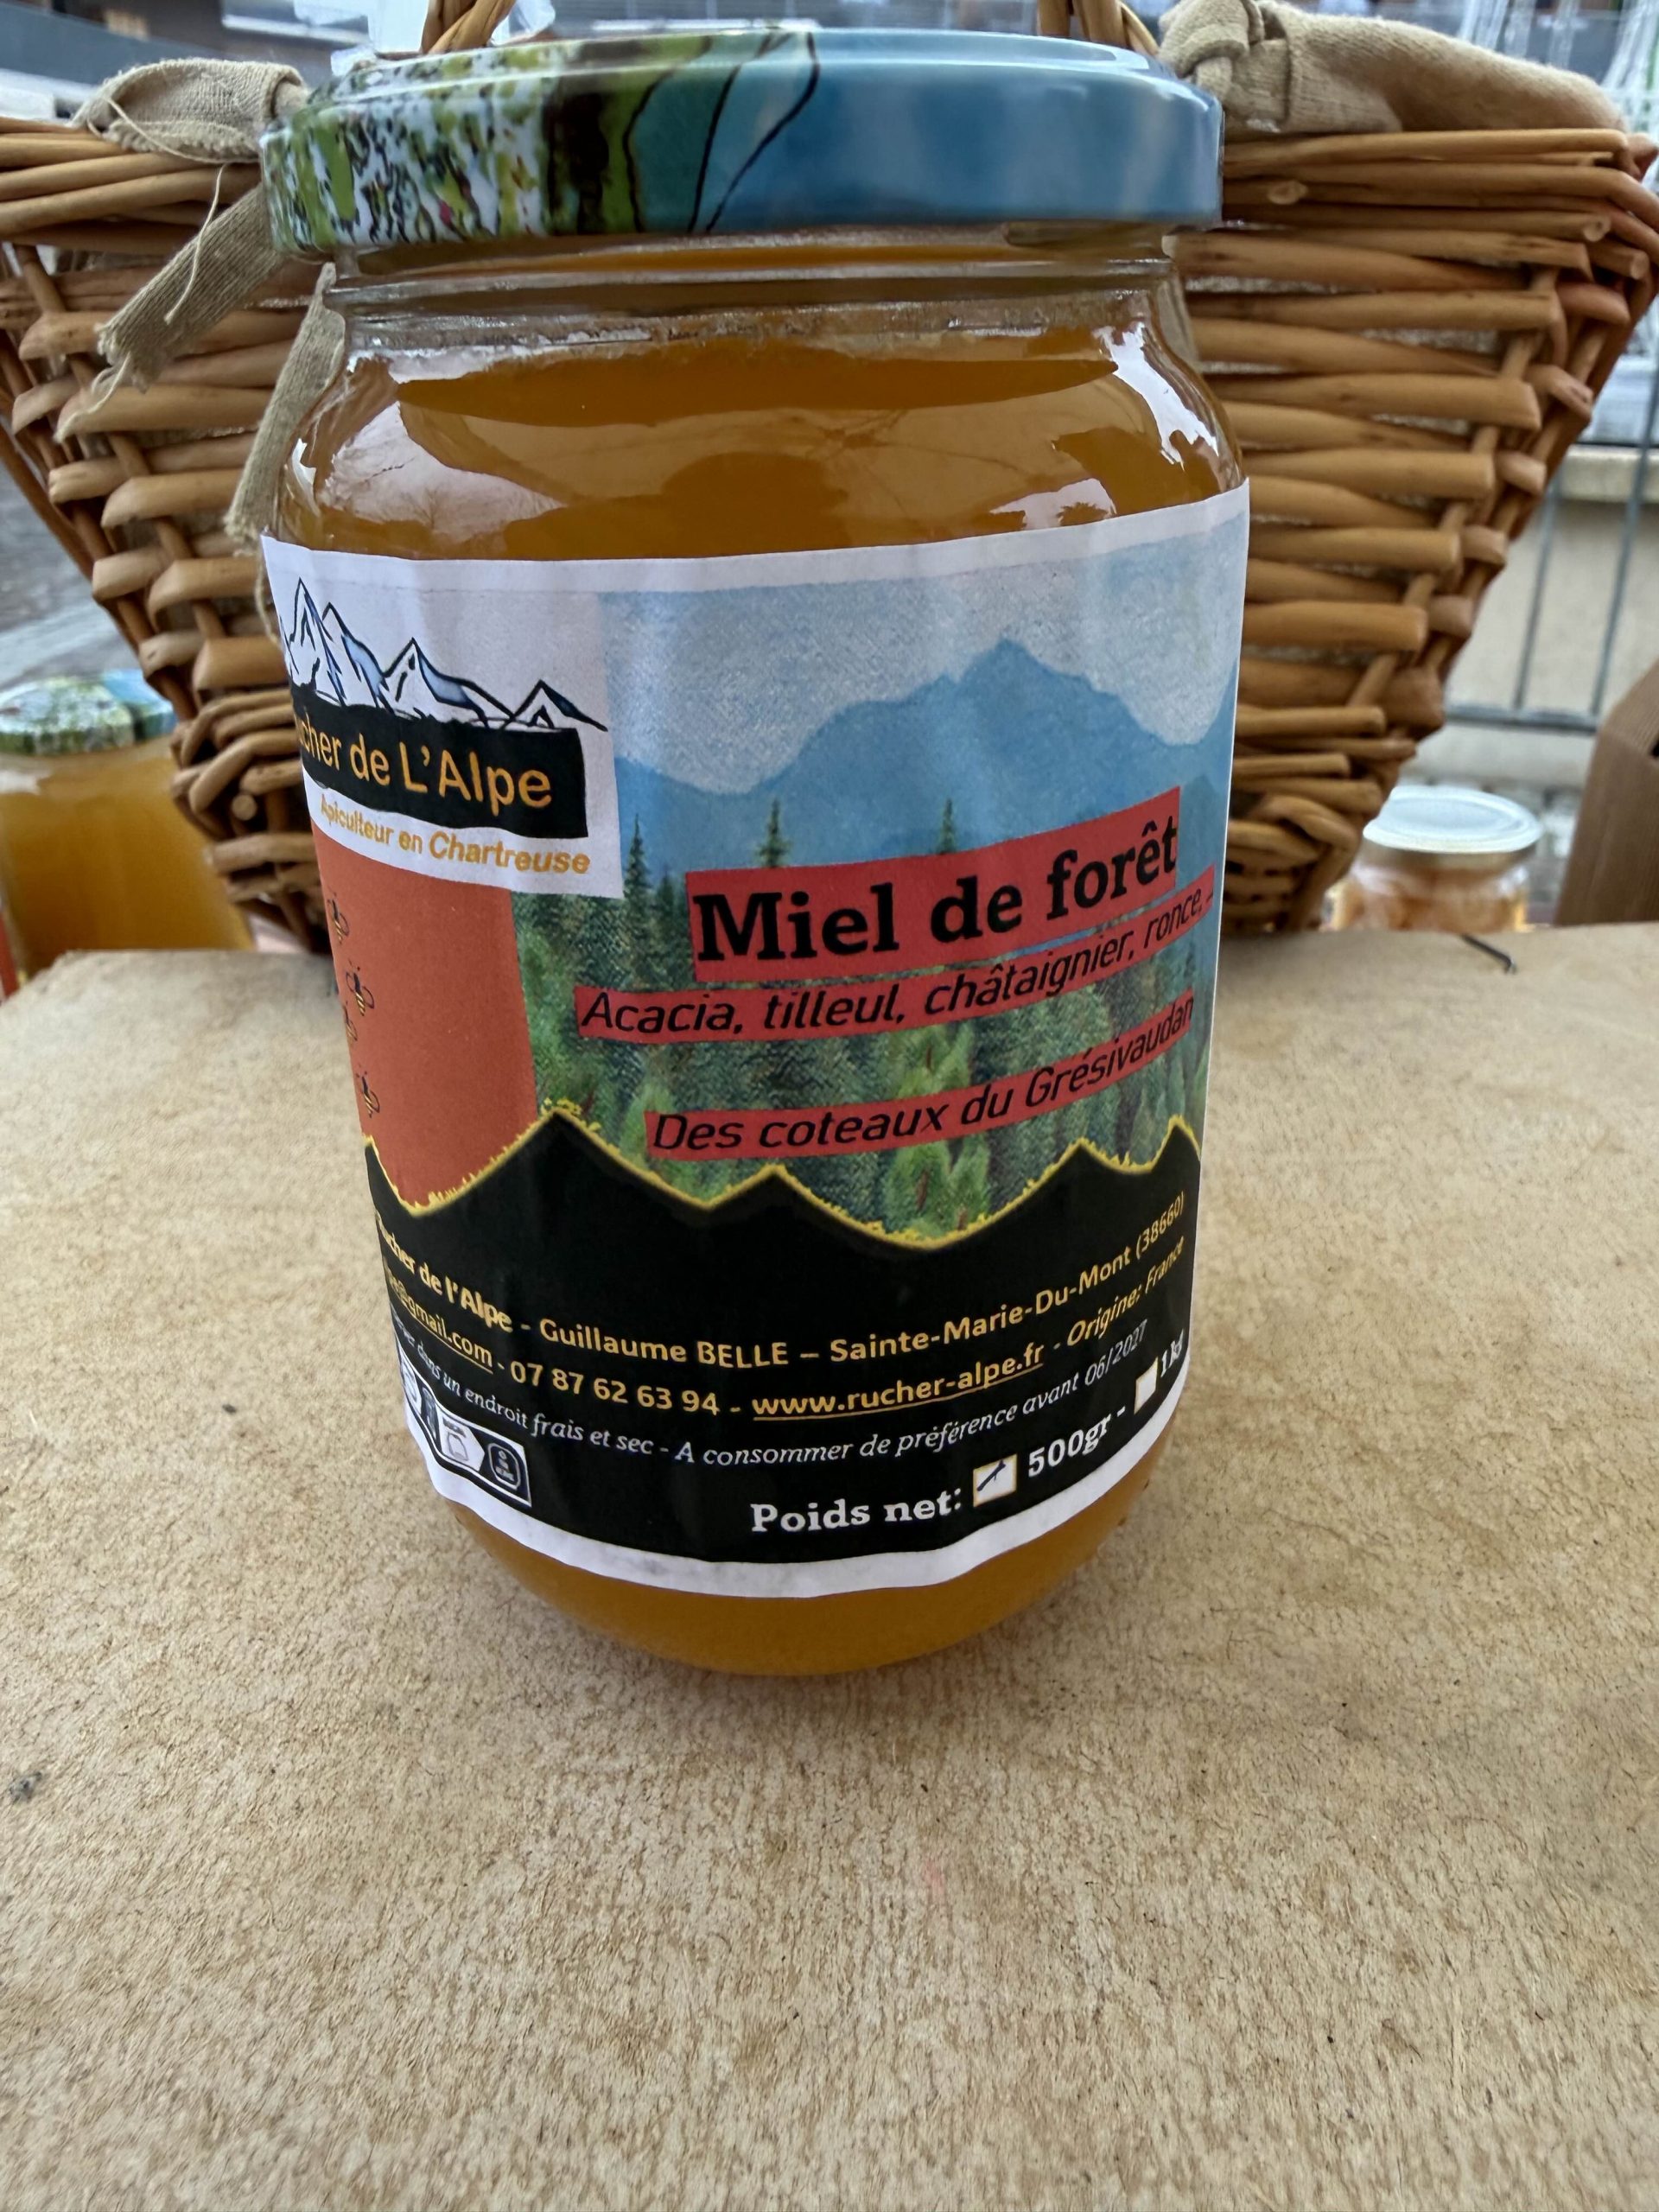 Rucher de L'Alpe
Apiculteur en Chartreuse
Miel de forêt
Acacia, tilleul, châtaignier, ronce,..
Des coteaux du Grésivaudan
Rucher de l'Alpe - Guillaume BELLE – Sainte-Marie-Du-Mont (38660)
@gmail.com - 07 87 62 63 94 - www.rucher-alpe.fr - Origine: France
dans un endroit frais et sec - A consommer de préférence avant 06/2027
Poids net: 500gr - 1kg